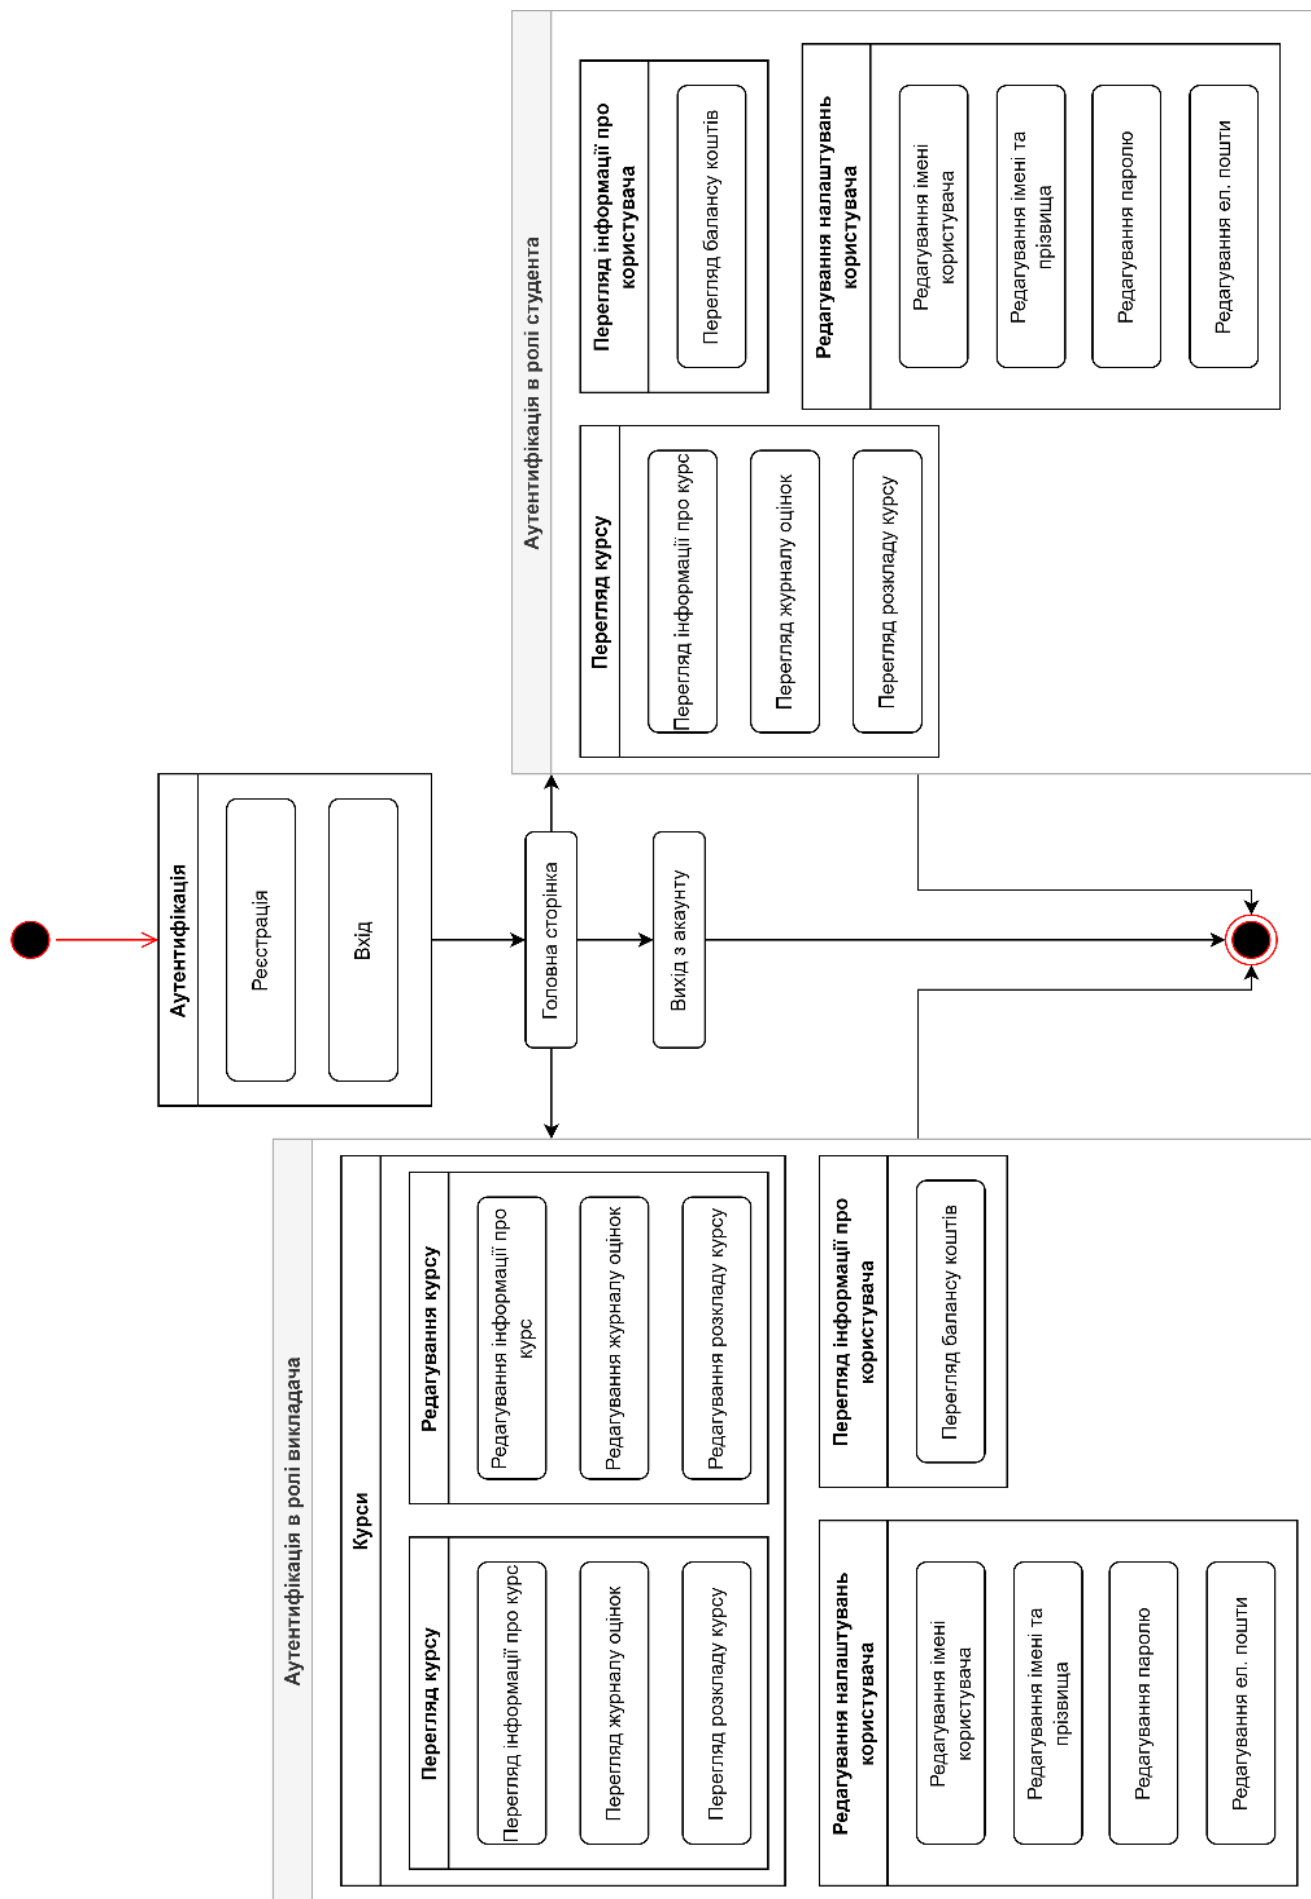 Аутентифікація
Реєстрація
Вхід
Головна сторінка
Вихід з акаунту
Аутентифікація в ролі викладача
Курси
Перегляд курсу
Перегляд інформації про курс
Перегляд журналу оцінок
Перегляд розкладу курсу
Редагування курсу
Редагування інформації про
курс
Редагування журналу оцінок
Редагування розкладу курсу
Редагування налаштувань
користувача
Редагування імені
користувача
Редагування імені та
прізвища
Редагування паролю
Редагування ел. пошти
Перегляд інформації про
користувача
Перегляд балансу коштів
Аутентифікація в ролі студента
Перегляд курсу
Перегляд інформації про курс
Перегляд журналу оцінок
Перегляд розкладу курсу
Перегляд інформації про
користувача
Перегляд балансу коштів
Редагування налаштувань
користувача
Редагування імені
користувача
Редагування імені та
прізвища
Редагування паролю
Редагування ел. пошти